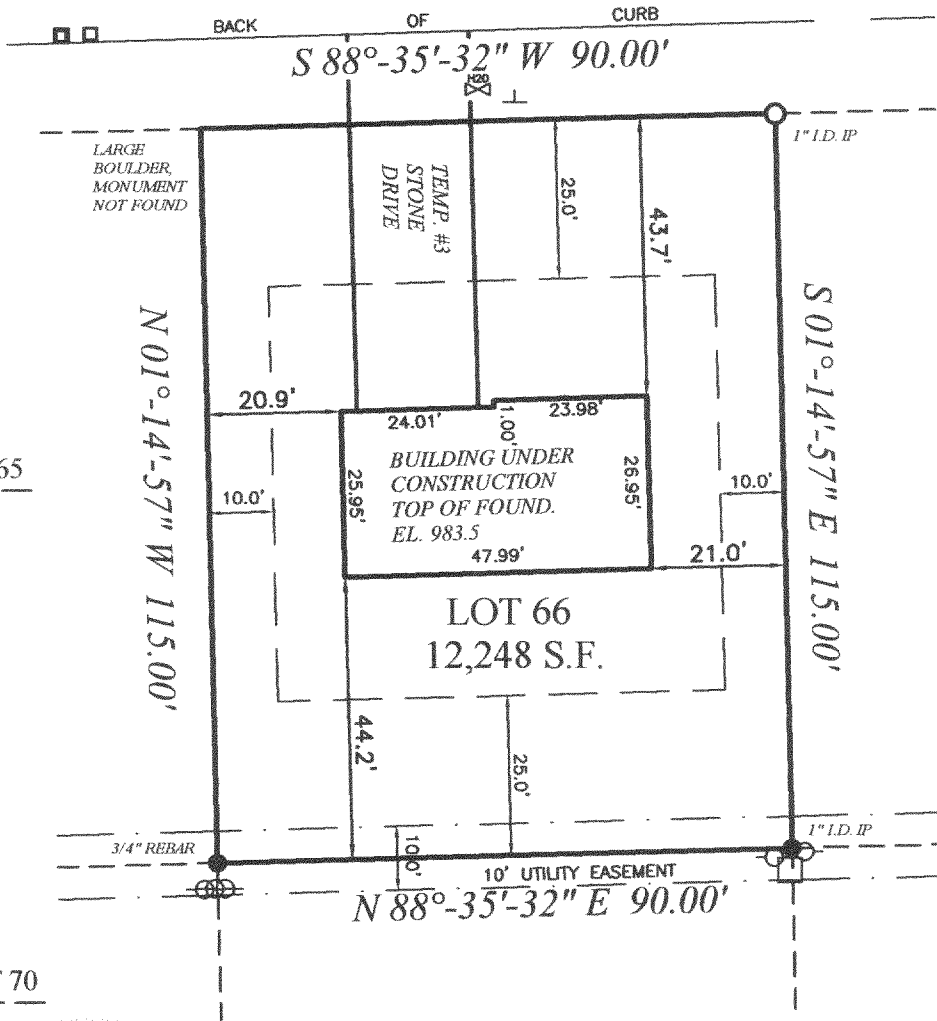 BACK OF CURB
S 88°-35'-32" W 90.00'
H20
1" I.D. IP
LARGE
BOULDER,
MONUMENT
NOT FOUND
TEMP. #3
STONE
DRIVE
25.0'
43.7'
N 01°-14'-57" W 115.00'
S 01°-14'-57" E 115.00'
20.9'
24.01'
1.00'
23.98'
65
10.0'
25.95'
BUILDING UNDER
CONSTRUCTION
TOP OF FOUND.
EL. 983.5
26.95'
10.0'
47.99'
21.0'
LOT 66
12,248 S.F.
44.2'
25.0'
3/4" REBAR
10.0'
1" I.D. IP
10' UTILITY EASEMENT
N 88°-35'-32" E 90.00'
70